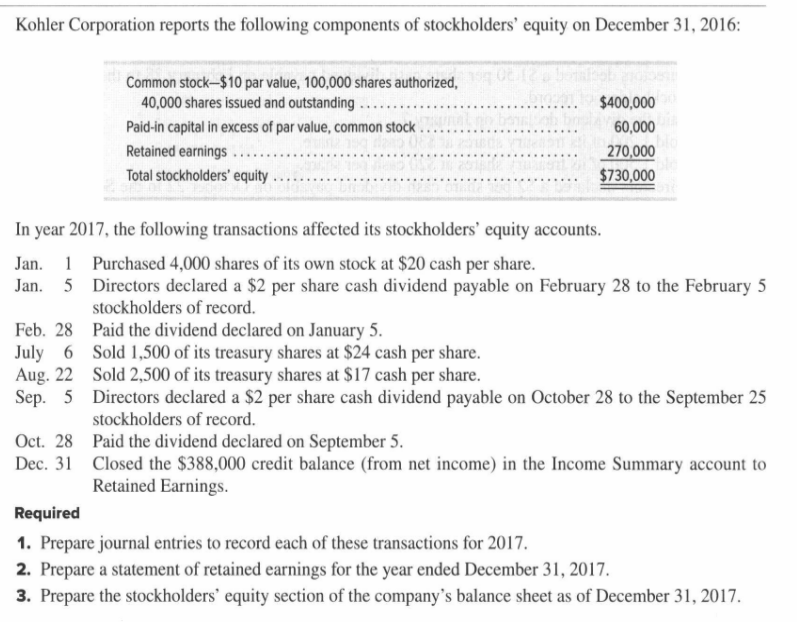 Kohler Corporation reports the following components of stockholders' equity on December 31, 2016:
Common stock—$10 par value, 100,000 shares authorized,
40,000 shares issued and outstanding .......... $400,000
Paid-in capital in excess of par value, common stock .......... 60,000
Retained earnings .......... 270,000
Total stockholders' equity .......... $730,000
In year 2017, the following transactions affected its stockholders' equity accounts.
Jan. 1 Purchased 4,000 shares of its own stock at $20 cash per share.
Jan. 5 Directors declared a $2 per share cash dividend payable on February 28 to the February 5
stockholders of record.
Feb. 28 Paid the dividend declared on January 5.
July 6 Sold 1,500 of its treasury shares at $24 cash per share.
Aug. 22 Sold 2,500 of its treasury shares at $17 cash per share.
Sep. 5 Directors declared a $2 per share cash dividend payable on October 28 to the September 25
stockholders of record.
Oct. 28 Paid the dividend declared on September 5.
Dec. 31 Closed the $388,000 credit balance (from net income) in the Income Summary account to
Retained Earnings.
Required
1. Prepare journal entries to record each of these transactions for 2017.
2. Prepare a statement of retained earnings for the year ended December 31, 2017.
3. Prepare the stockholders' equity section of the company's balance sheet as of December 31, 2017.